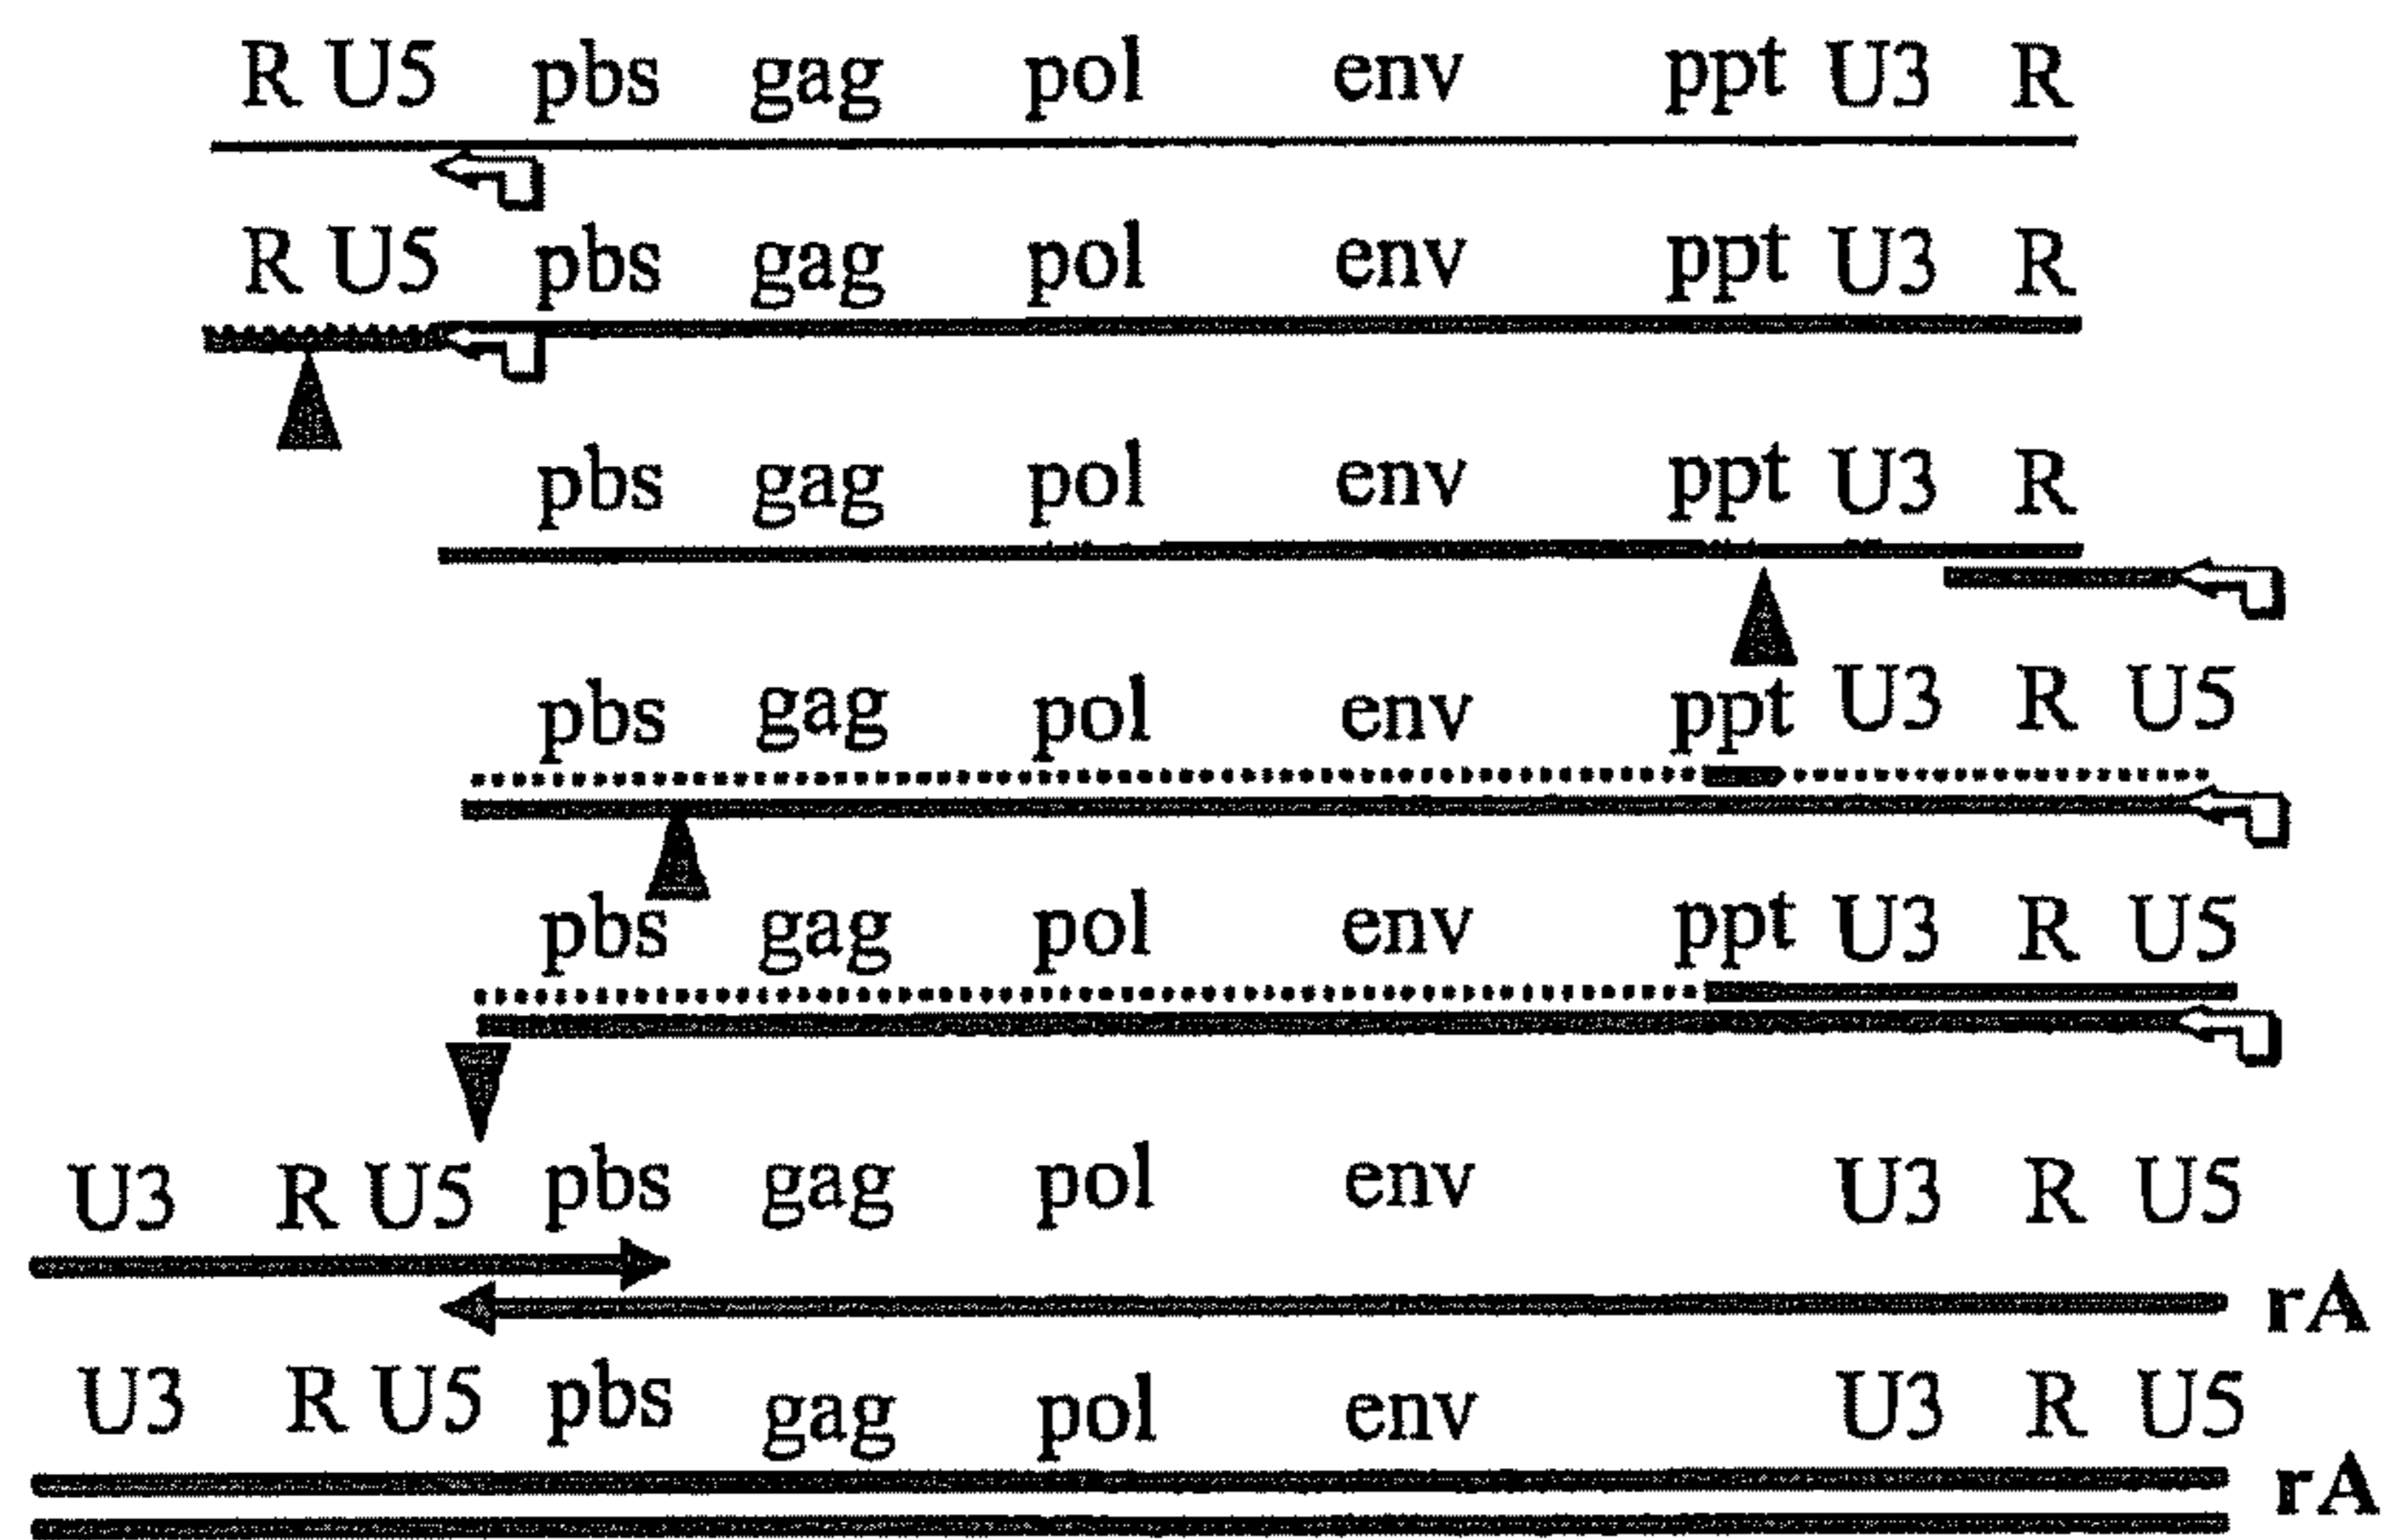 R U5 pbs gag pol env ppt U3 R
R U5 pbs gag pol env ppt U3 R
pbs gag pol env ppt U3 R
pbs gag pol env ppt U3 R U5
pbs gag pol env ppt U3 R U5
U3 R U5 pbs gag pol env U3 R U5
rA
U3 R U5 pbs gag pol env U3 R U5
rA